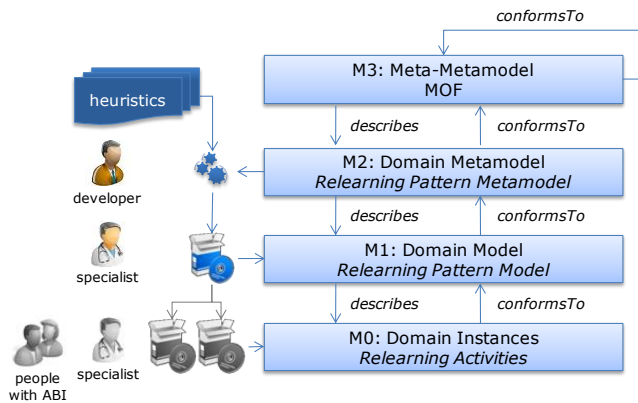 conformsTo
M3: Meta-Metamodel
MOF
heuristics
describes
conformsTo
M2: Domain Metamodel
Relearning Pattern Metamodel
developer
describes
conformsTo
M1: Domain Model
Relearning Pattern Model
specialist
describes
conformsTo
M0: Domain Instances
Relearning Activities
people
with ABI
specialist